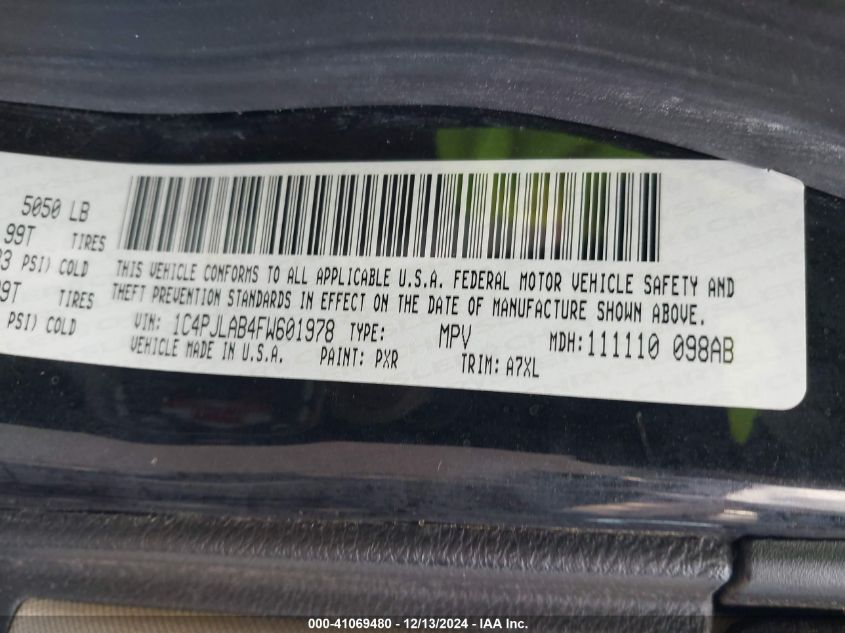 5050 LB
99T TIRES
3 PSI) COLD
9T TIRES
PSI) COLD
THIS VEHICLE CONFORMS TO ALL APPLICABLE U.S.A. FEDERAL MOTOR VEHICLE SAFETY AND
THEFT PREVENTION STANDARDS IN EFFECT ON THE DATE OF MANUFACTURE SHOWN ABOVE.
VIN: 1C4PJLAB4FW601978 TYPE: MPV MDH:111110 098AB
VEHICLE MADE IN U.S.A. PAINT: PXR TRIM: A7XL
000-41069480 - 12/13/2024 - IAA Inc.